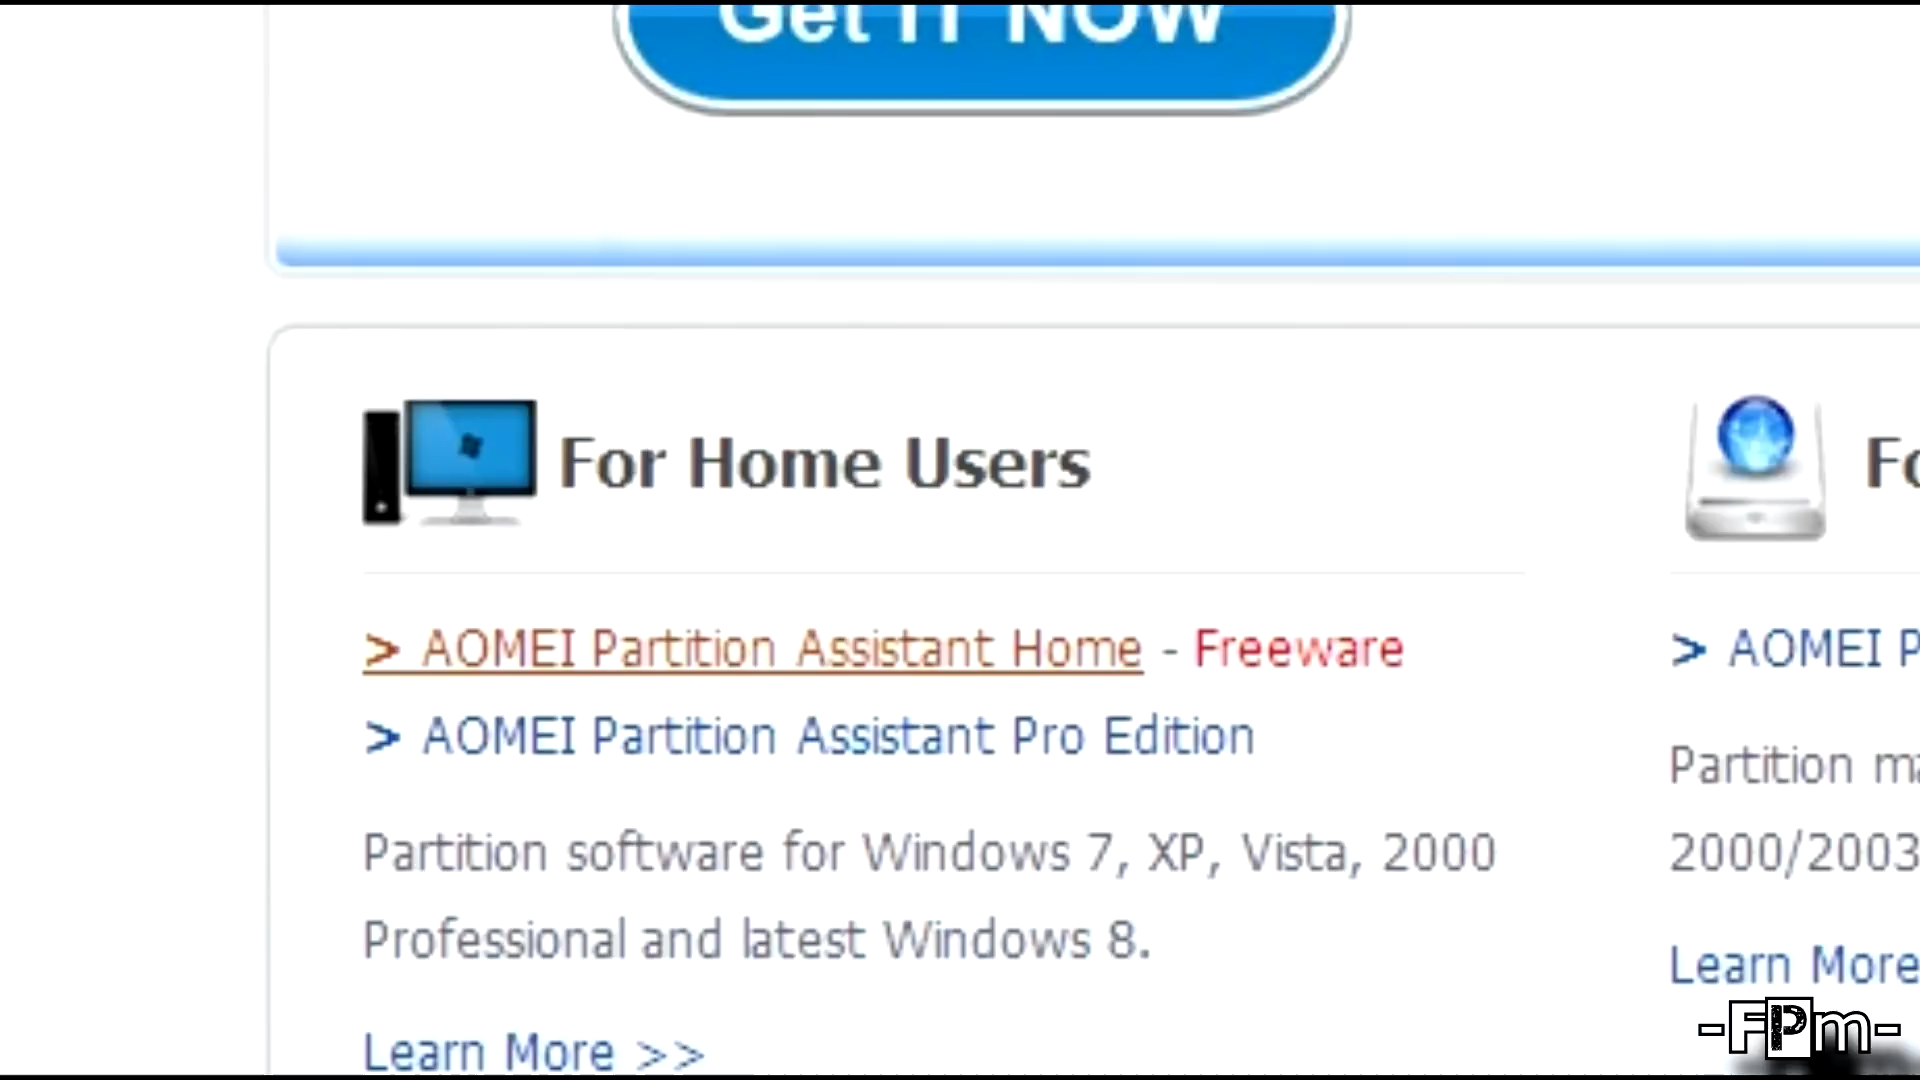 Get IT NOW
For Home Users
> AOMEI Partition Assistant Home - Freeware
> AOMEI Partition Assistant Pro Edition
Partition software for Windows 7, XP, Vista, 2000
Professional and latest Windows 8.
Learn More >>
> AOMEI
Partition
2000/2003
Learn More
-FPm-